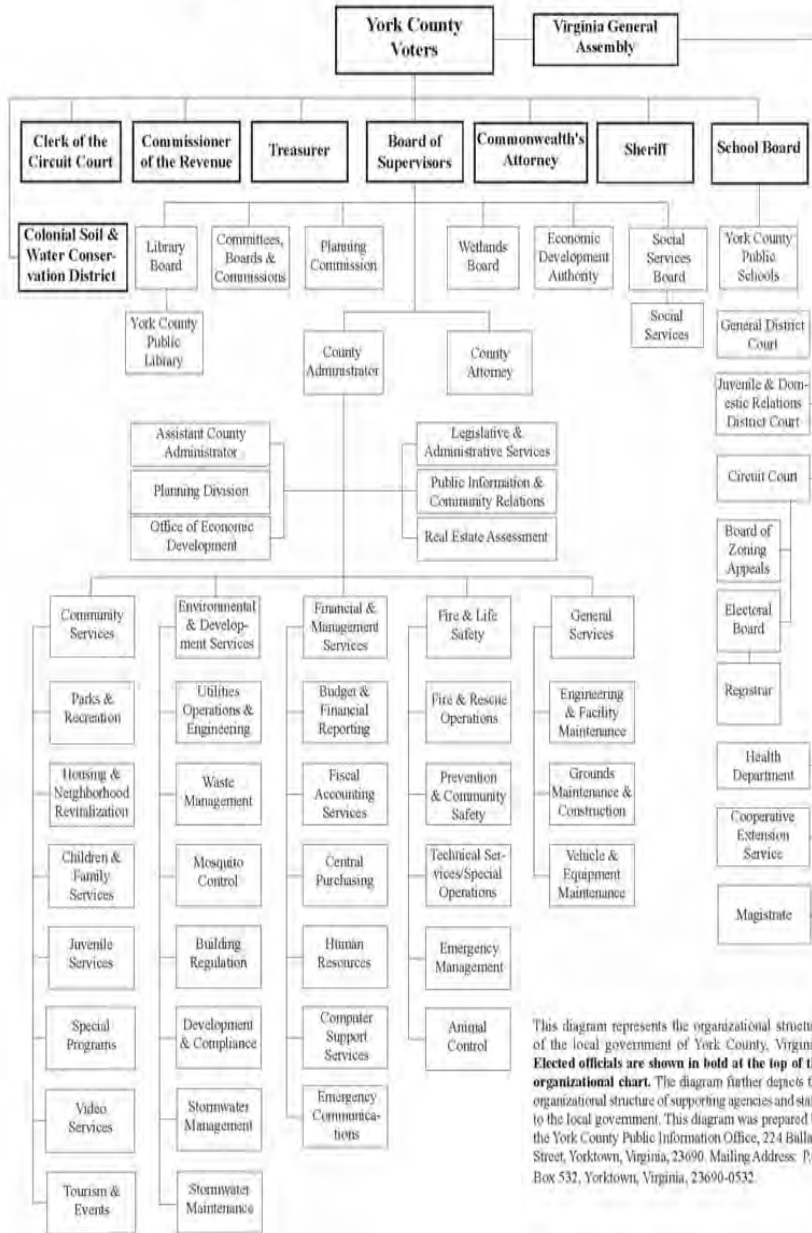 York County
Voters
Virginia General
Assembly
Clerk of the
Circuit Court
Commissioner
of the Revenue
Treasurer
Board of
Supervisors
Commonwealth's
Attorney
Sheriff
School Board
Colonial Soil &
Water Conser-
vation District
Library
Board
Committees,
Boards &
Commissions
Planning
Commission
Wetlands
Board
Economic
Development
Authority
Social
Services
Board
York County
Public
Schools
York County
Public
Library
Social
Services
General District
Court
County
Administrator
County
Attorney
Juvenile & Dom-
estic Relations
District Court
Assistant County
Administrator
Legislative &
Administrative Services
Planning Division
Public Information &
Community Relations
Circuit Court
Office of Economic
Development
Real Estate Assessment
Board of
Zoning
Appeals
Electoral
Board
Registrar
Health
Department
Cooperative
Extension
Service
Magistrate
Community
Services
Parks &
Recreation
Housing &
Neighborhood
Revitalization
Children &
Family
Services
Juvenile
Services
Special
Programs
Video
Services
Tourism &
Events
Environmental
& Develop-
ment Services
Utilities
Operations &
Engineering
Waste
Management
Mosquito
Control
Building
Regulation
Development
& Compliance
Stormwater
Management
Stormwater
Maintenance
Financial &
Management
Services
Budget &
Financial
Reporting
Fiscal
Accounting
Services
Central
Purchasing
Human
Resources
Computer
Support
Services
Emergency
Communica-
tions
Fire & Life
Safety
Fire & Rescue
Operations
Prevention
& Community
Safety
Technical Ser-
vices/Special
Operations
Emergency
Management
Animal
Control
General
Services
Engineering
& Facility
Maintenance
Grounds
Maintenance &
Construction
Vehicle &
Equipment
Maintenance
This diagram represents the organizational
of the local government of York County,
Elected officials are shown in bold at the top of
organizational chart. The diagram further depicts
organizational structure of supporting agencies and
to the local government. This diagram was prepared
the York County Public Information Office, 224
Street, Yorktown, Virginia, 23690. Mailing Address:
Box 532, Yorktown, Virginia, 23690-0532.